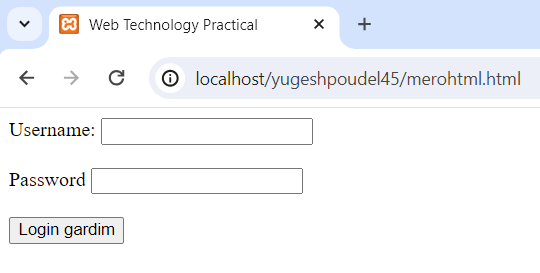 Web Technology Practical
localhost/yugeshpoudel45/merohtml.html
Username:
Password
Login gardim